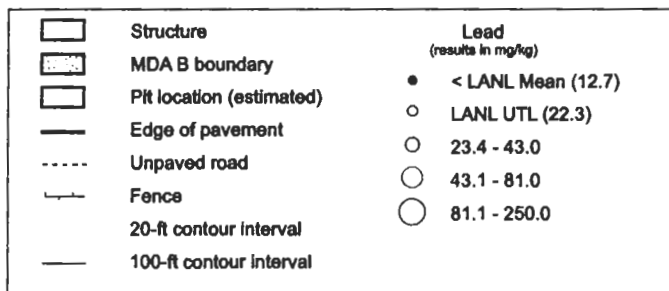 Structure
MDA B boundary
Pit location (estimated)
Edge of pavement
Unpaved road
Fence
20-ft contour interval
100-ft contour interval
Lead
(results in mg/kg)
< LANL Mean (12.7)
LANL UTL (22.3)
23.4 - 43.0
43.1 - 81.0
81.1 - 250.0